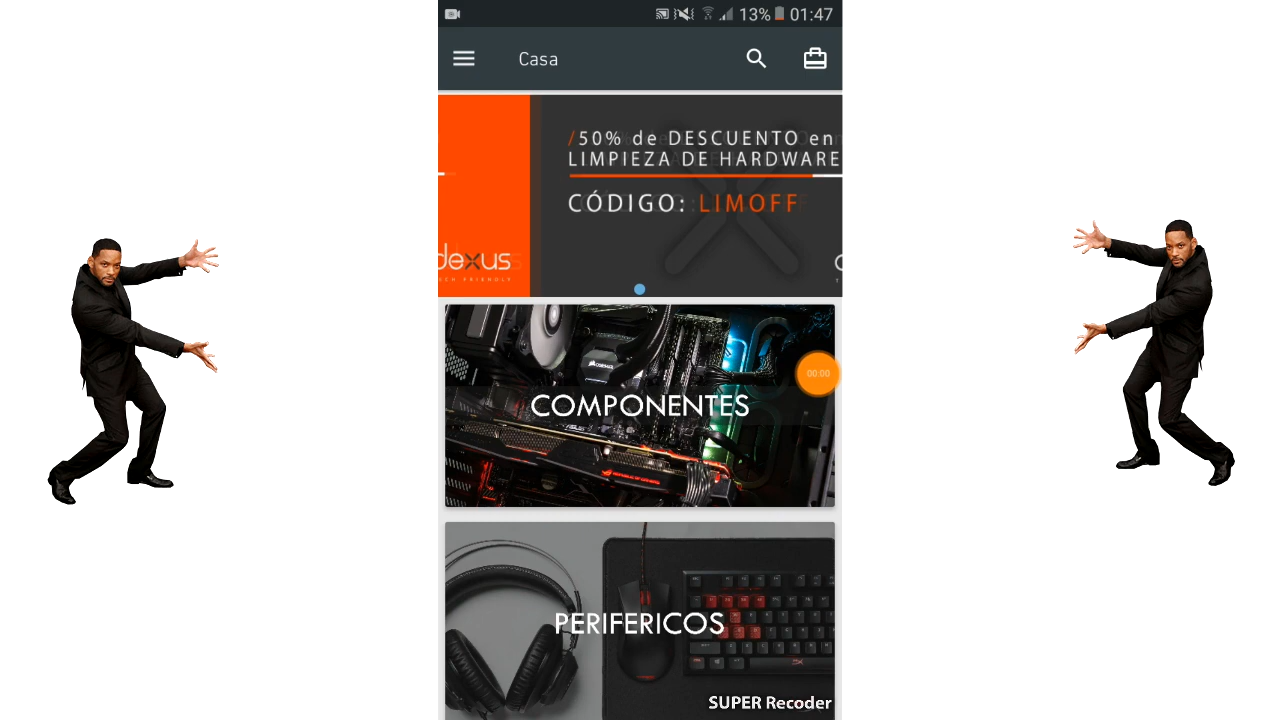 13% 01:47
Casa
/50% de DESCUENTO en
LIMPIEZA DE HARDWARE
CÓDIGO: LIMOFF
dexus
COMPONENTES
00:00
PERIFERICOS
SUPER Recoder